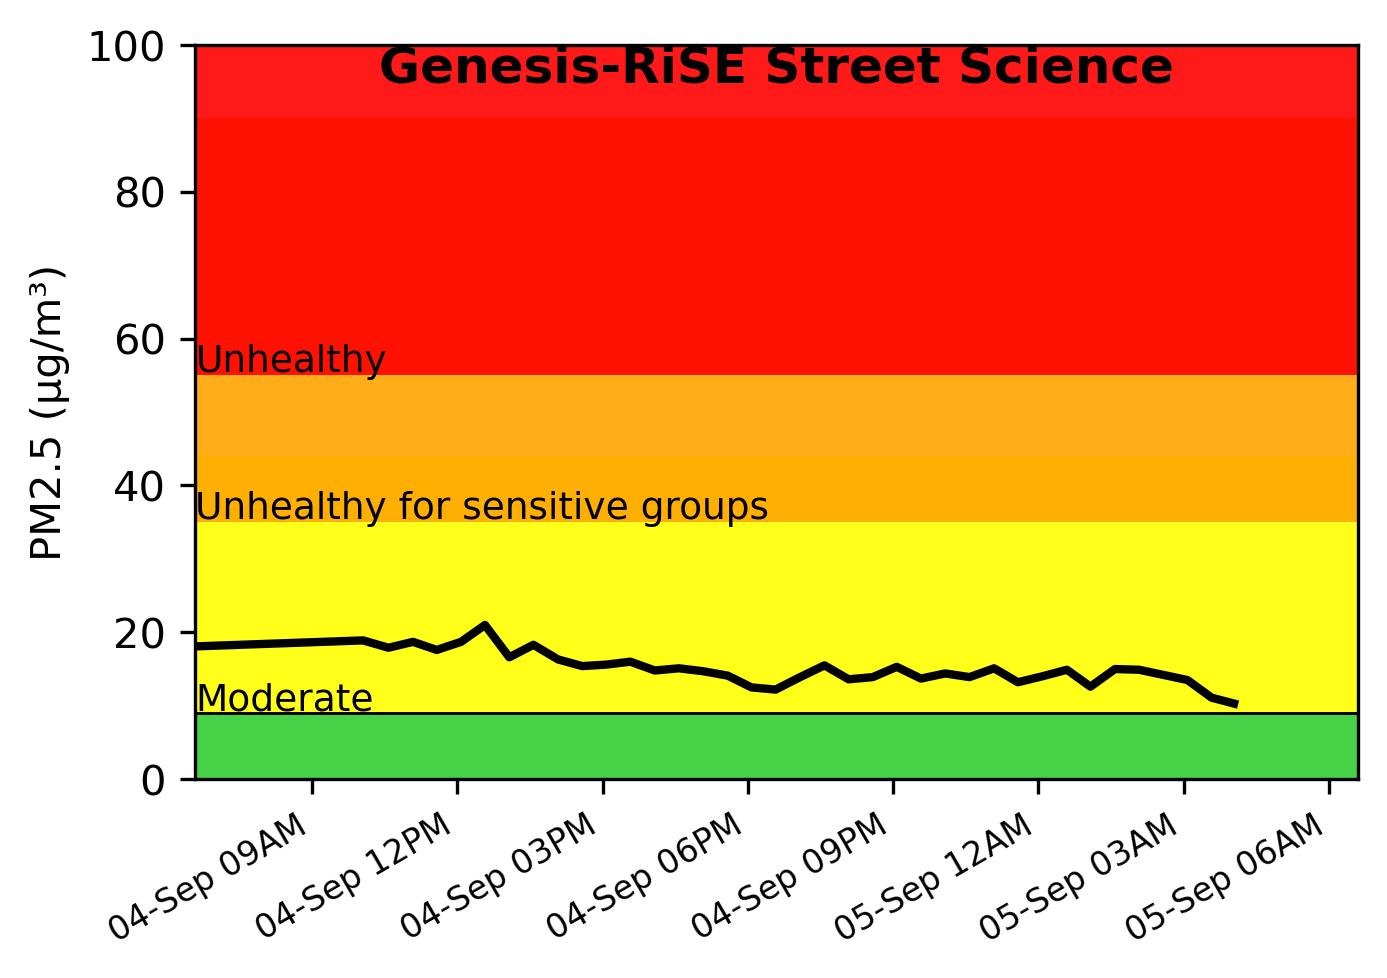 Genesis-RiSE Street Science
100
80
60
40
20
0
PM2.5 (µg/m³)
Unhealthy
Unhealthy for sensitive groups
Moderate
04-Sep 09AM
04-Sep 12PM
04-Sep 03PM
04-Sep 06PM
04-Sep 09PM
05-Sep 12AM
05-Sep 03AM
05-Sep 06AM